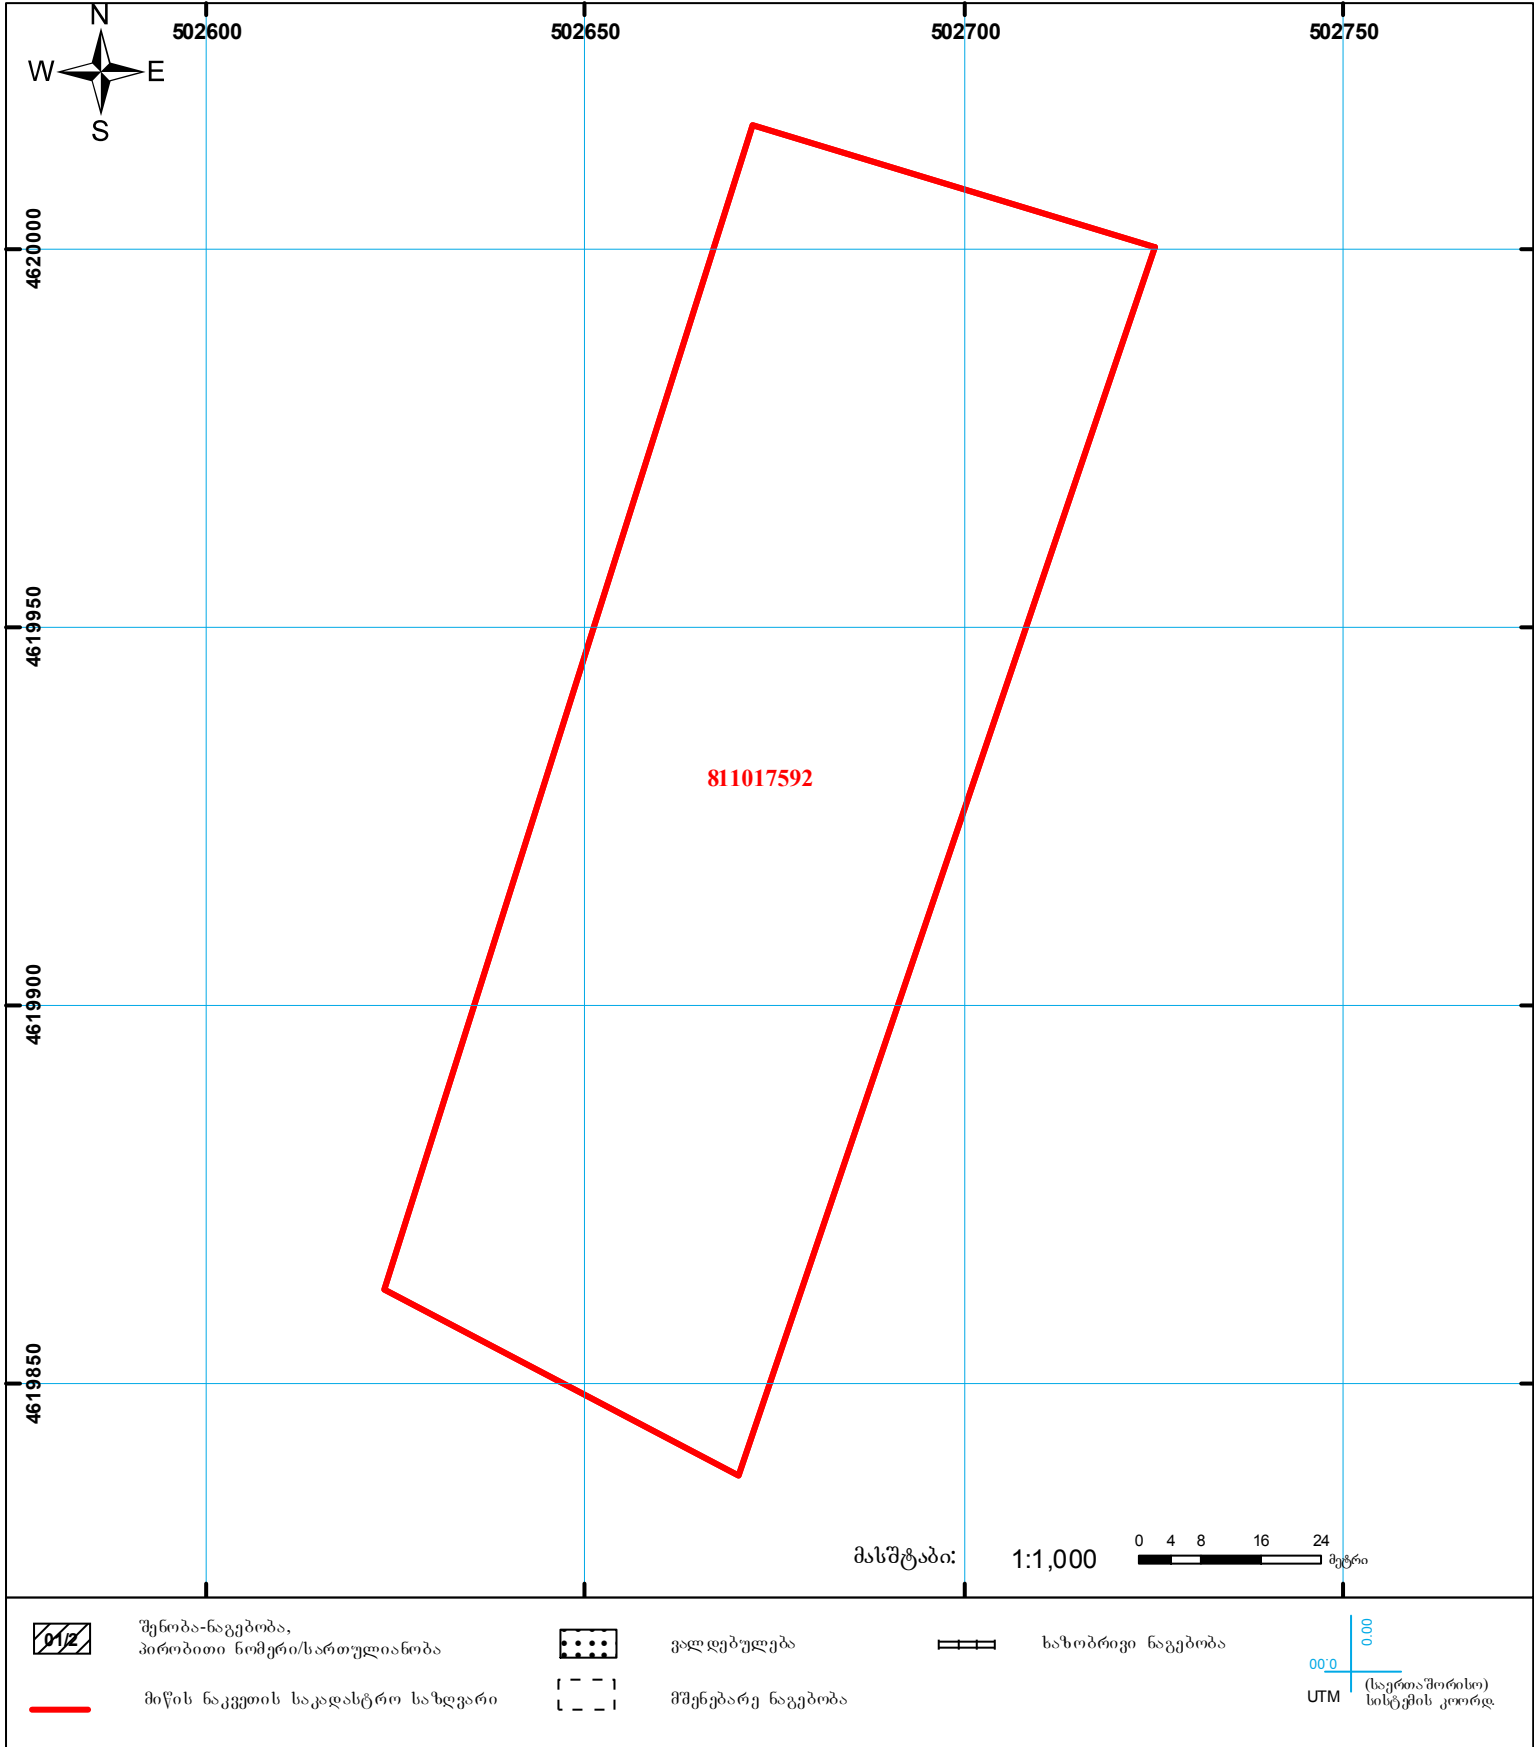 N
502600 502650 502700 502750
W E
S
4620000
4619950
811017592
4619900
4619850
მასშტაბი: 1:1,000 0 4 8 16 24 მეტრი
01/2 შენობა-ნაგებობა,
პირობითი ნომერი/სართულიანობა
ვალდებულება
ხაზობრივი ნაგებობა
00.0
0.00
მიწის ნაკვეთის საკადასტრო საზღვარი
მშენებარე ნაგებობა
UTM (საერთაშორისო)
სისტემის კოორდ.